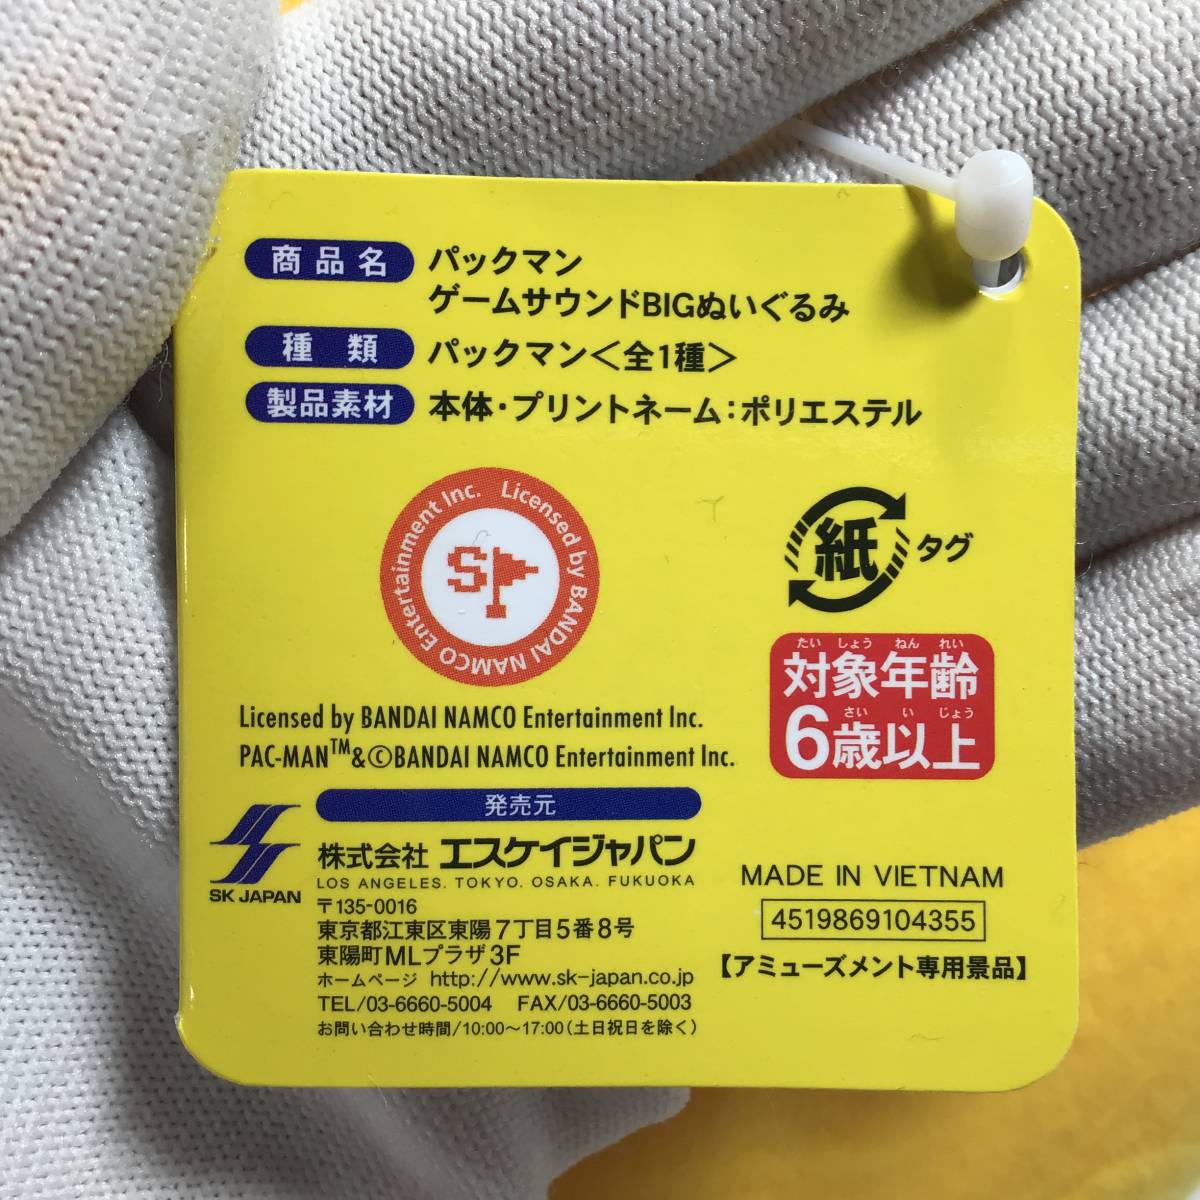 商品名 パックマン
ゲームサウンドBIGぬいぐるみ
種類 パックマン＜全1種＞
製品素材 本体・プリントネーム：ポリエステル
Licensed by BANDAI NAMCO Entertainment Inc.
S
紙 タグ
たいしょうねんれい
対象年齢
さいいじょう
6歳以上
Licensed by BANDAI NAMCO Entertainment Inc.
PAC-MAN™&©BANDAI NAMCO Entertainment Inc.
発売元
SK JAPAN
株式会社 エスケイジャパン
LOS ANGELES. TOKYO. OSAKA. FUKUOKA
〒135-0016
東京都江東区東陽7丁目5番8号
東陽町MLプラザ3F
ホームページ http://www.sk-japan.co.jp
TEL/03-6660-5004 FAX/03-6660-5003
お問い合わせ時間/10:00〜17:00(土日祝日を除く)
MADE IN VIETNAM
4519869104355
【アミューズメント専用景品】